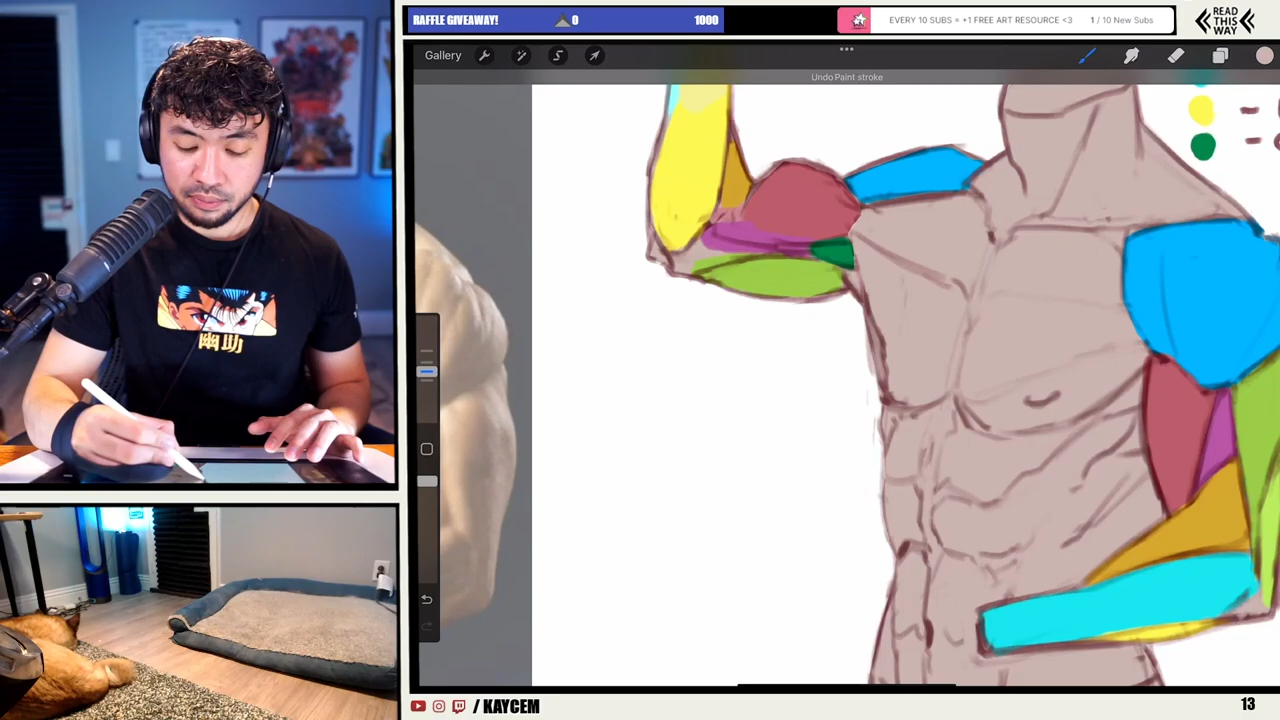 RAFFLE GIVEAWAY!
0
1000
EVERY 10 SUBS = +1 FREE ART RESOURCE <3
1 / 10 New Subs
READ
THIS
WAY
Gallery
Undo Paint stroke
幽助
/ KAYCEM
13